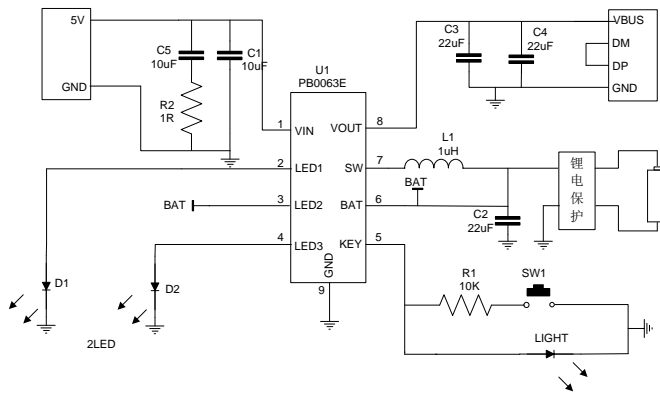 5V
GND
C5
10uF
C1
10uF
R2
1R
U1
PB0063E
1
VIN
2
LED1
BAT
3
LED2
4
LED3
GND
9
VOUT
8
SW
7
BAT
6
KEY
5
L1
1uH
BAT
C2
22uF
C3
22uF
C4
22uF
VBUS
DM
DP
GND
锂
电
保
护
R1
10K
SW1
LIGHT
D1
D2
2LED